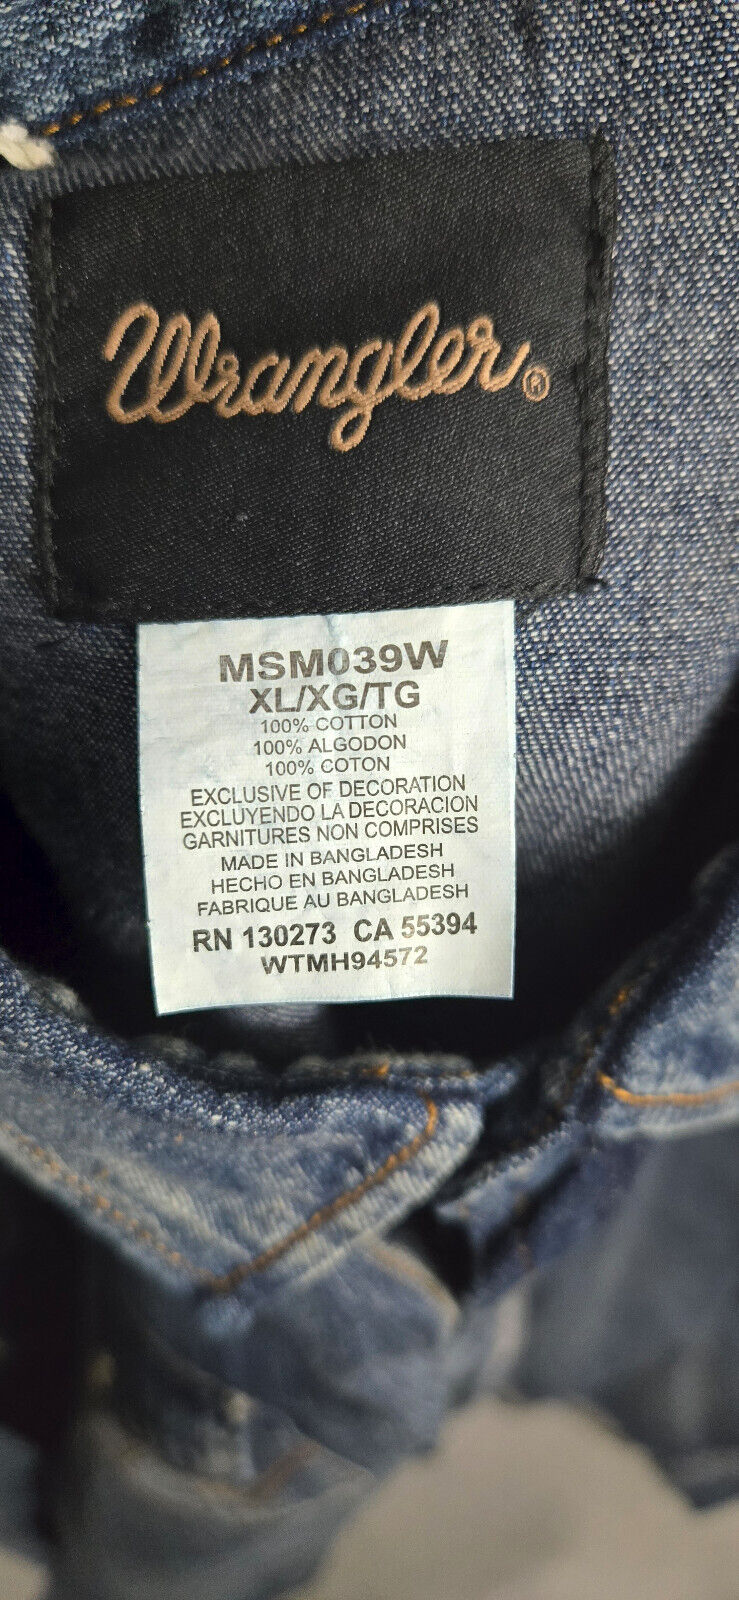 Wrangler®
MSM039W
XL/XG/TG
100% COTTON
100% ALGODON
100% COTON
EXCLUSIVE OF DECORATION
EXCLUYENDO LA DECORACION
GARNITURES NON COMPRISES
MADE IN BANGLADESH
HECHO EN BANGLADESH
FABRIQUE AU BANGLADESH
RN 130273 CA 55394
WTMH94572